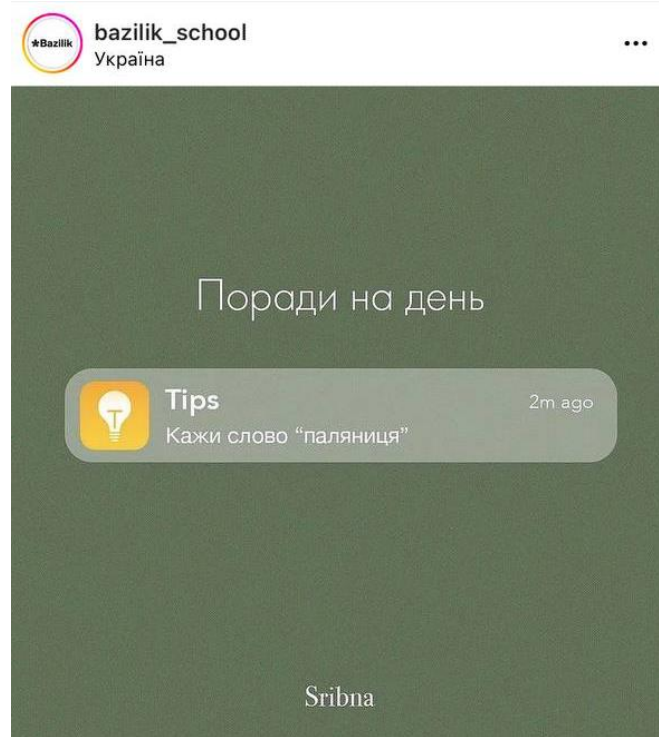 *Bazilik
bazilik_school
Україна
Поради на день
Tips
2m ago
Кажи слово “паляниця”
Sribna